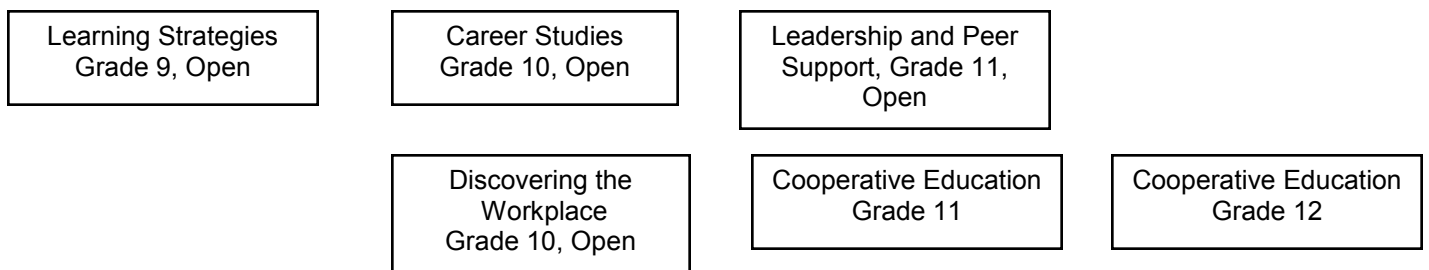 Learning Strategies
Grade 9, Open
Career Studies
Grade 10, Open
Leadership and Peer
Support, Grade 11,
Open
Discovering the
Workplace
Grade 10, Open
Cooperative Education
Grade 11
Cooperative Education
Grade 12